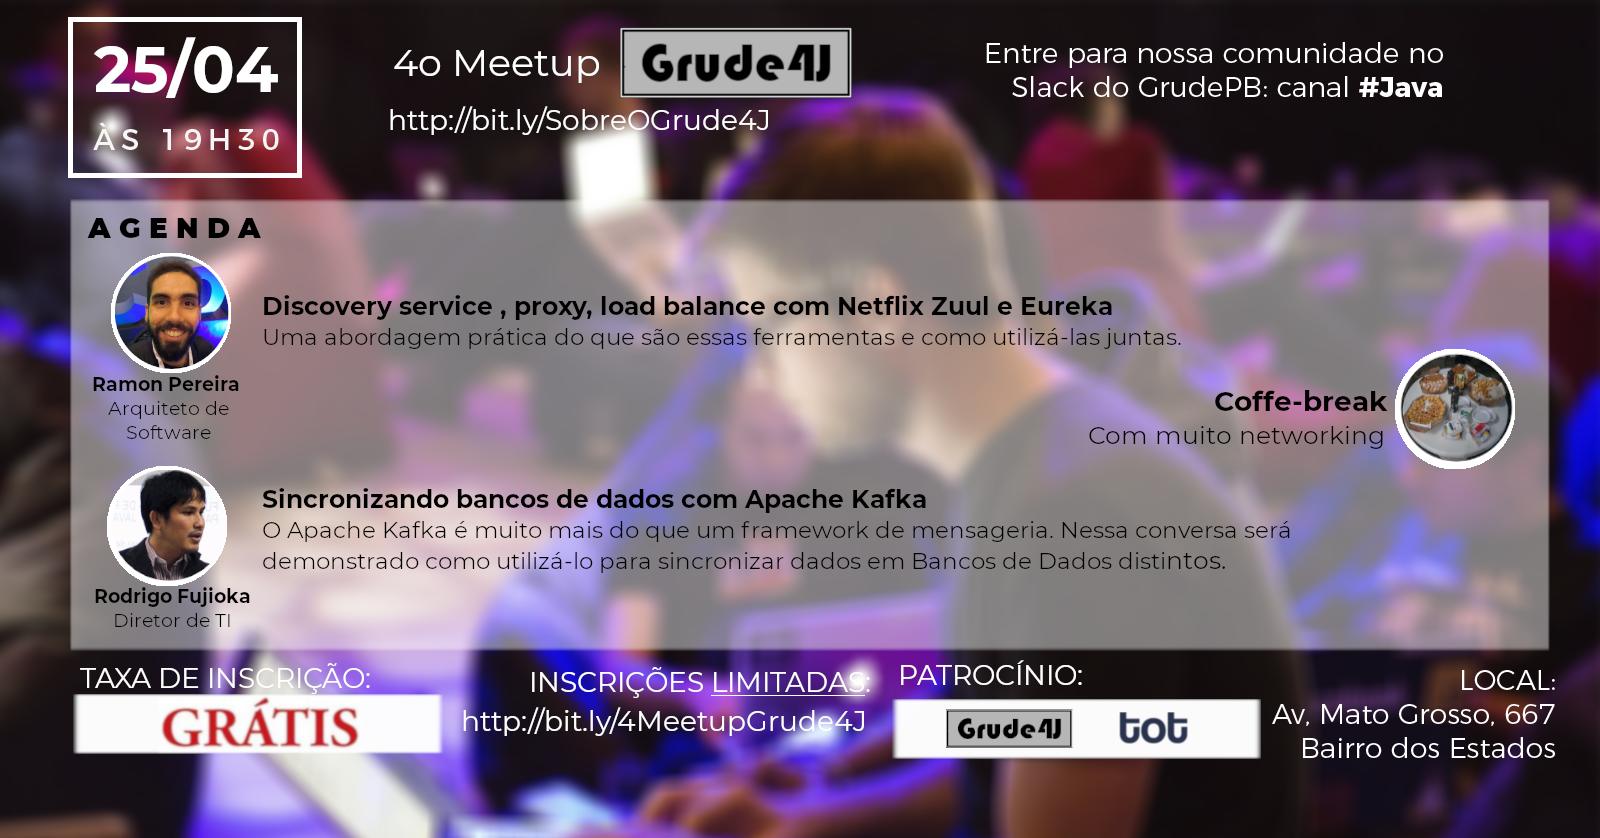 25/04
ÀS 19H30
4o Meetup Grude4J
http://bit.ly/SobreOGrude4J
Entre para nossa comunidade no
Slack do GrudePB: canal #Java
AGENDA
Discovery service , proxy, load balance com Netflix Zuul e Eureka
Uma abordagem prática do que são essas ferramentas e como utilizá-las juntas.
Ramon Pereira
Arquiteto de
Software
Coffe-break
Com muito networking
Sincronizando bancos de dados com Apache Kafka
O Apache Kafka é muito mais do que um framework de mensageria. Nessa conversa será
demonstrado como utilizá-lo para sincronizar dados em Bancos de Dados distintos.
Rodrigo Fujioka
Diretor de TI
TAXA DE INSCRIÇÃO:
GRÁTIS
INSCRIÇÕES LIMITADAS:
http://bit.ly/4MeetupGrude4J
PATROCÍNIO:
Grude4J tot
LOCAL:
Av, Mato Grosso, 667
Bairro dos Estados